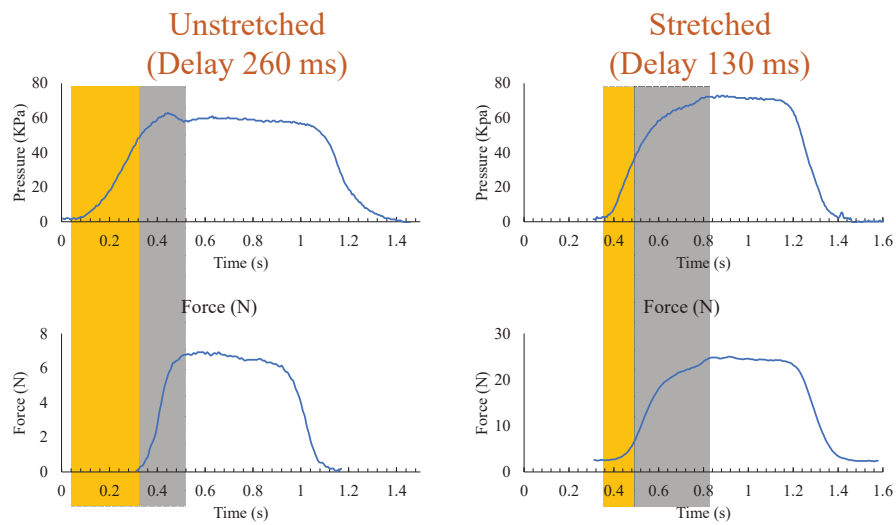 Unstretched
(Delay 260 ms)
80
60
40
20
0
Pressure (KPa)
0 0.2 0.4 0.6 0.8 1 1.2 1.4
Time (s)
Force (N)
8
6
4
2
0
Force (N)
0 0.2 0.4 0.6 0.8 1 1.2 1.4
Time (s)
Stretched
(Delay 130 ms)
80
60
40
20
0
Pressure (Kpa)
0 0.2 0.4 0.6 0.8 1 1.2 1.4 1.6
Time (s)
Force (N)
30
20
10
0
Force (N)
0 0.2 0.4 0.6 0.8 1 1.2 1.4 1.6
Time (s)